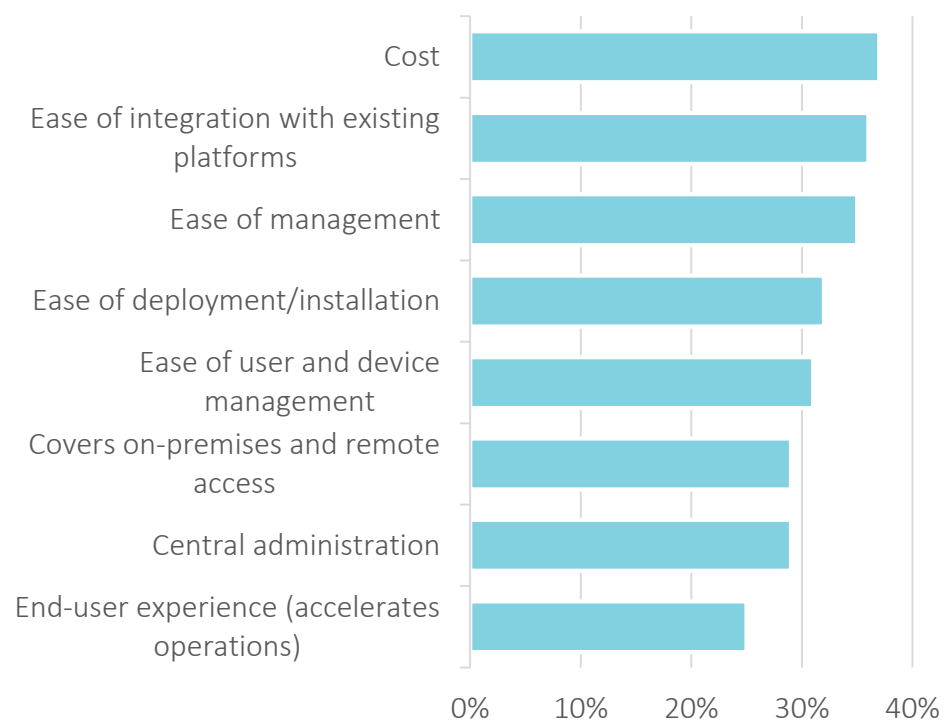 Cost
Ease of integration with existing
platforms
Ease of management
Ease of deployment/installation
Ease of user and device
management
Covers on-premises and remote
access
Central administration
End-user experience (accelerates
operations)
0% 10% 20% 30% 40%